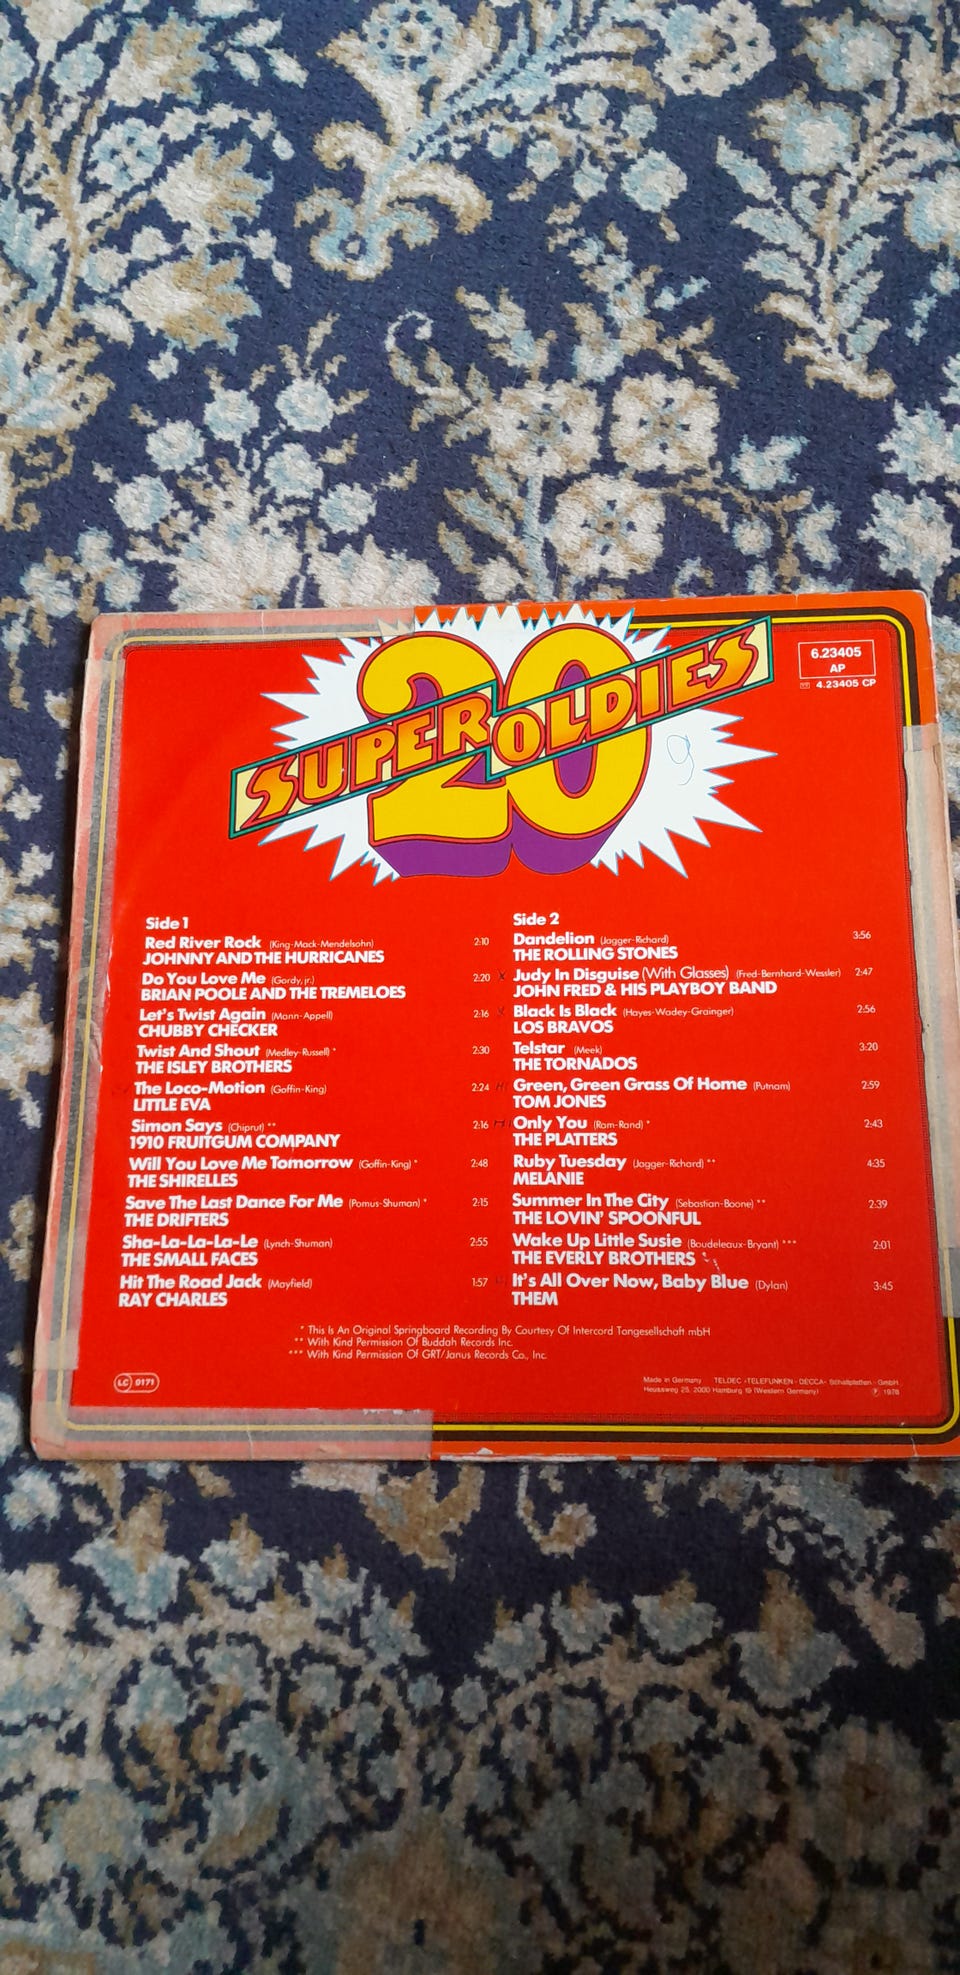 20
SUPER OLDIES
6.23405
AP
4.23405 CP
9
Side 1
Red River Rock (King-Mack-Mendelsohn) 2:10
JOHNNY AND THE HURRICANES
Do You Love Me (Gordy, jr.) 2:20
BRIAN POOLE AND THE TREMELOES
Let's Twist Again (Mann-Appell) 2:16
CHUBBY CHECKER
Twist And Shout (Medley-Russell) * 2:30
THE ISLEY BROTHERS
The Loco-Motion (Goffin-King) 2:24
LITTLE EVA
Simon Says (Chiprut) ** 2:16
1910 FRUITGUM COMPANY
Will You Love Me Tomorrow (Goffin-King) * 2:48
THE SHIRELLES
Save The Last Dance For Me (Pomus-Shuman) * 2:15
THE DRIFTERS
Sha-La-La-La-Le (Lynch-Shuman) 2:55
THE SMALL FACES
Hit The Road Jack (Mayfield) 1:57
RAY CHARLES
Side 2
Dandelion (Jagger-Richard) 3:56
THE ROLLING STONES
Judy In Disguise (With Glasses) (Fred-Bernhard-Wessler) 2:47
JOHN FRED & HIS PLAYBOY BAND
Black Is Black (Hayes-Wadey-Grainger) 2:56
LOS BRAVOS
Telstar (Meek) 3:20
THE TORNADOS
Green, Green Grass Of Home (Putnam) 2:59
TOM JONES
Only You (Ram-Rand) * 2:43
THE PLATTERS
Ruby Tuesday (Jagger-Richard) ** 4:35
MELANIE
Summer In The City (Sebastian-Boone) ** 2:39
THE LOVIN' SPOONFUL
Wake Up Little Susie (Boudeleaux-Bryant) *** 2:01
THE EVERLY BROTHERS
It's All Over Now, Baby Blue (Dylan) 3:45
THEM
* This Is An Original Springboard Recording By Courtesy Of Intercord Tongesellschaft mbH
** With Kind Permission Of Buddah Records Inc.
*** With Kind Permission Of GRT/Janus Records Co., Inc.
LC 0171
Made in Germany TELDEC »TELEFUNKEN-DECCA« Schallplatten-GmbH
Heussweg 25, 2000 Hamburg 19 (Western Germany) Ⓟ 1978